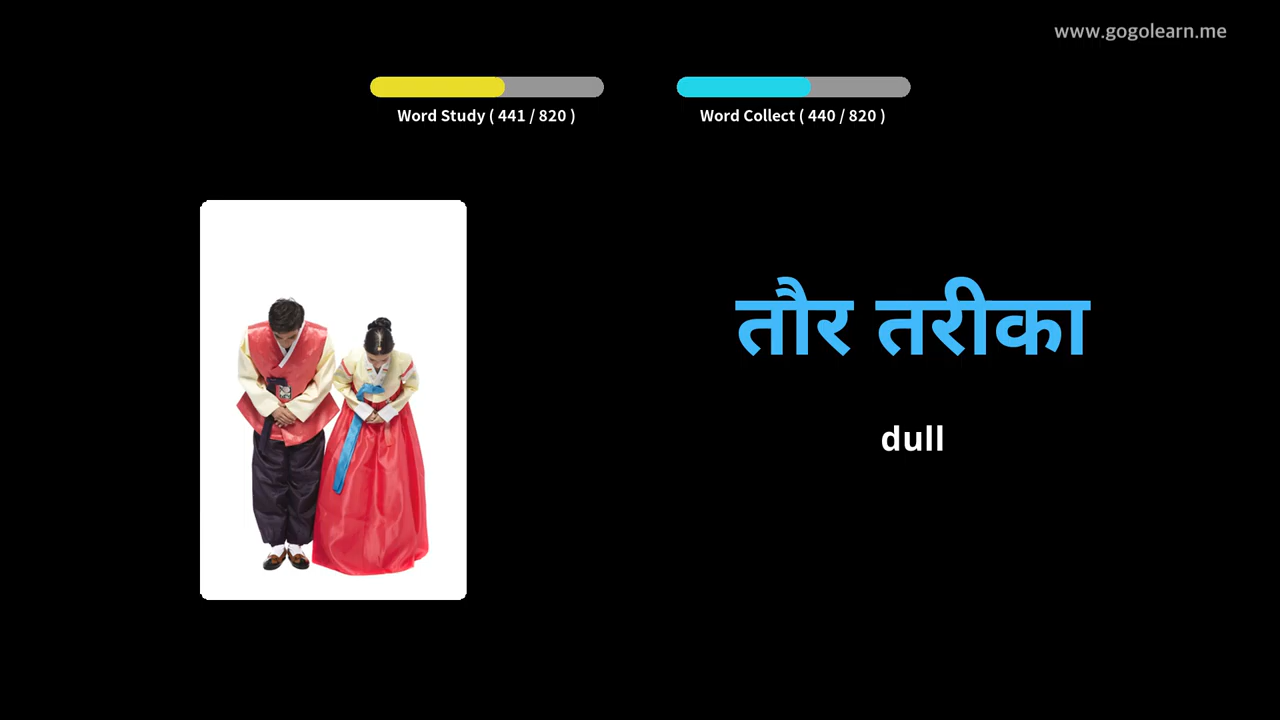 www.gogolearn.me
Word Study ( 441 / 820 )
Word Collect ( 440 / 820 )
तौर तरीका
dull